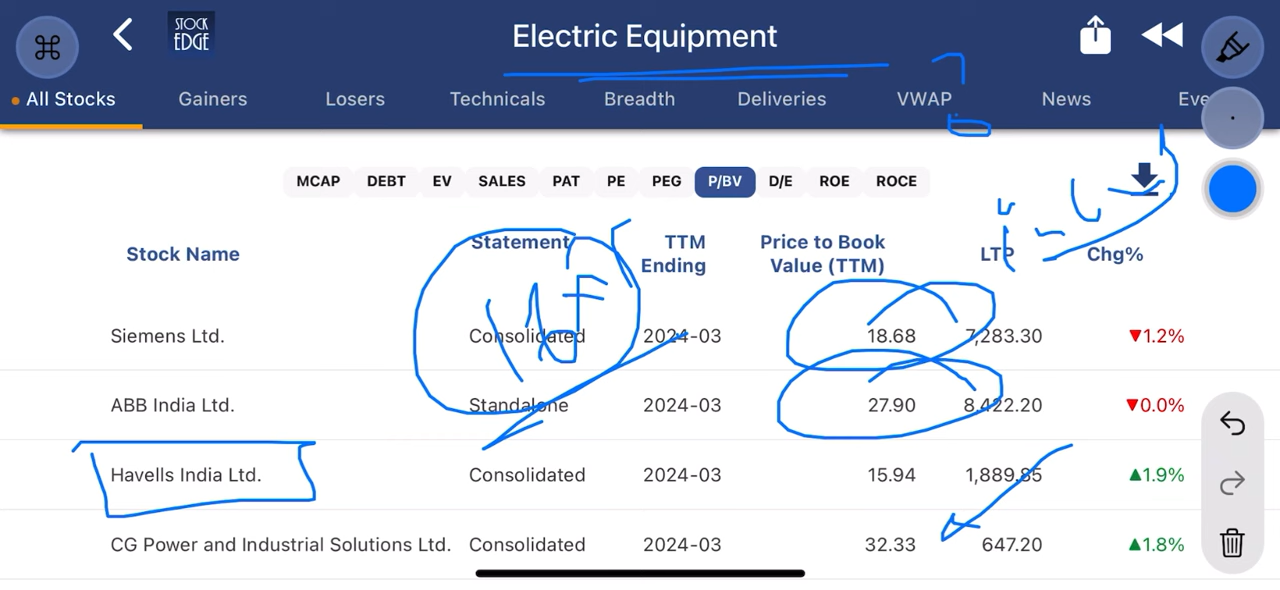 STOCK EDGE
Electric Equipment
All Stocks Gainers Losers Technicals Breadth Deliveries VWAP News Eve
MCAP DEBT EV SALES PAT PE PEG P/BV D/E ROE ROCE
Stock Name Statement TTM Ending Price to Book Value (TTM) LTP Chg%
Siemens Ltd. Consolidated 2024-03 18.68 7,283.30 ▼1.2%
ABB India Ltd. Standalone 2024-03 27.90 8,422.20 ▼0.0%
Havells India Ltd. Consolidated 2024-03 15.94 1,889.85 ▲1.9%
CG Power and Industrial Solutions Ltd. Consolidated 2024-03 32.33 647.20 ▲1.8%